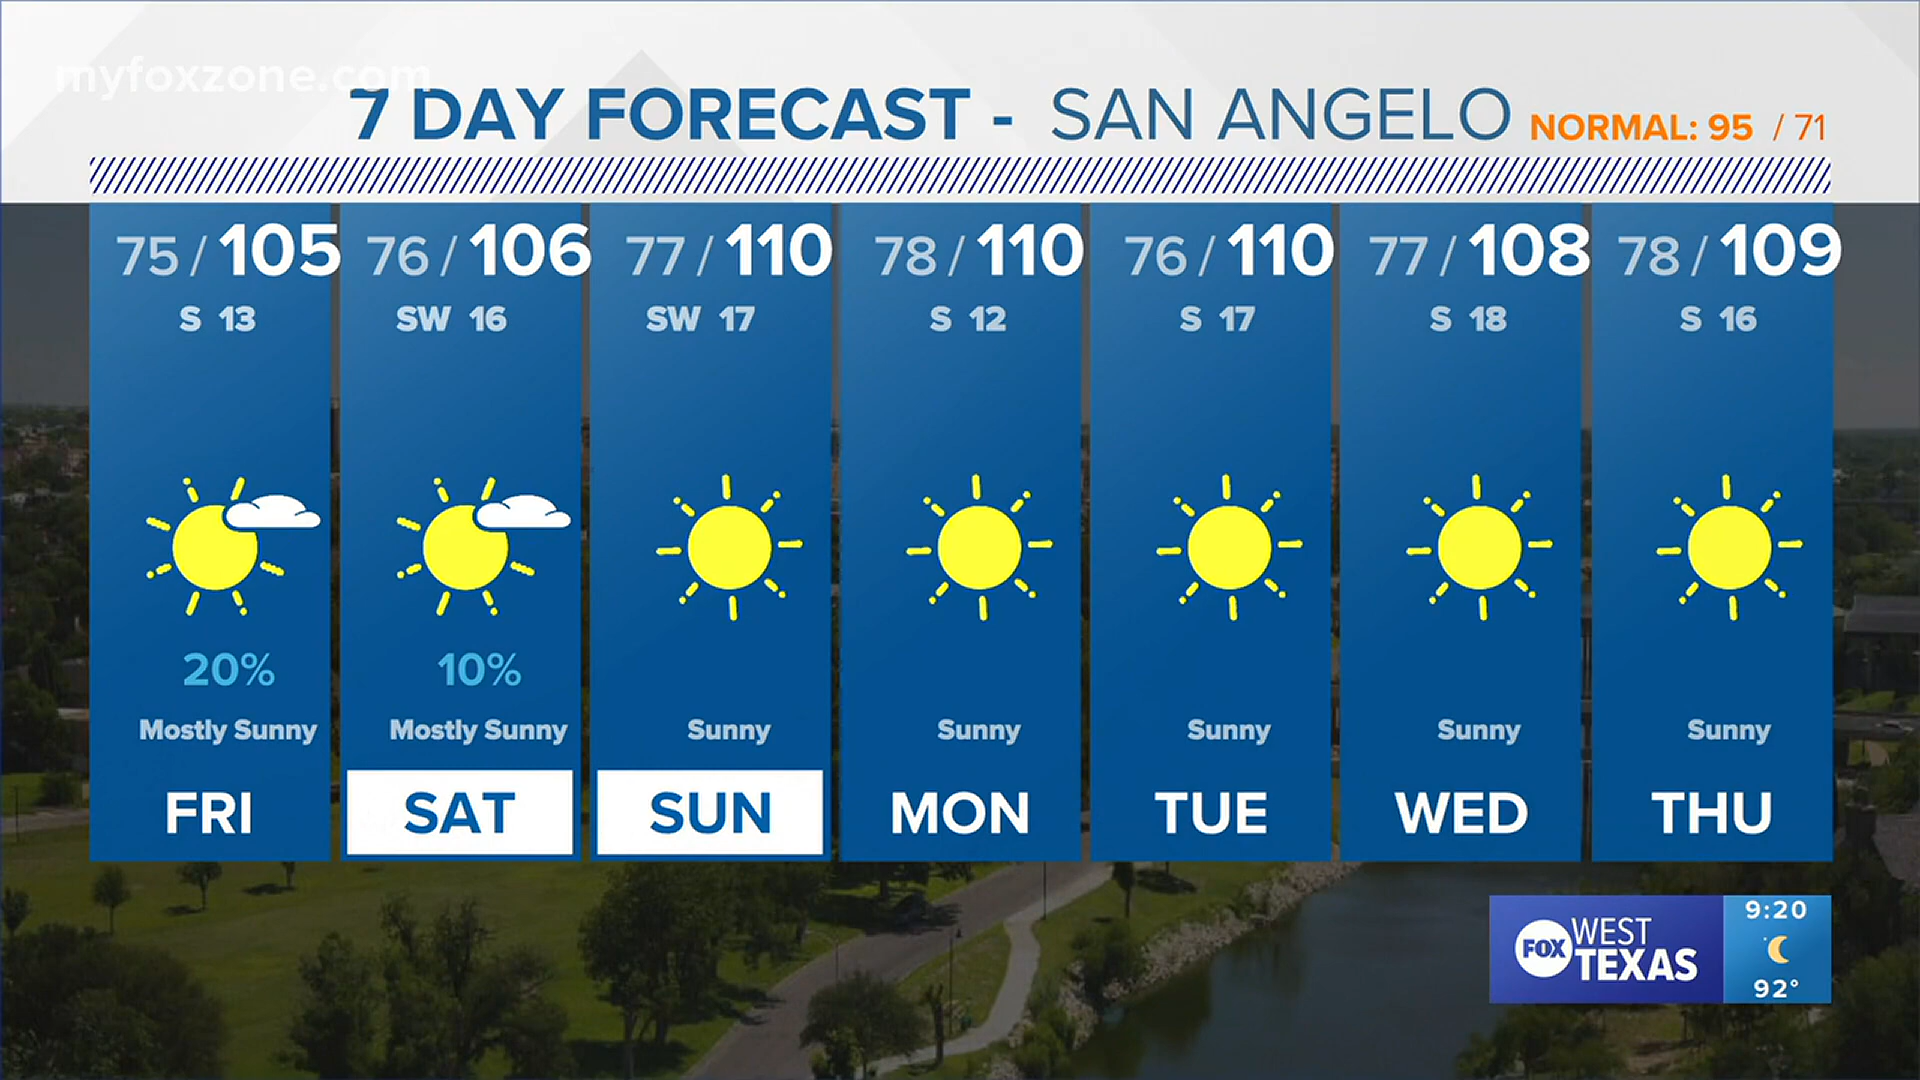 myfoxzone.com
7 DAY FORECAST - SAN ANGELO NORMAL: 95 / 71
75 / 105 76 / 106 77 / 110 78 / 110 76 / 110 77 / 108 78 / 109
S 13 SW 16 SW 17 S 12 S 17 S 18 S 16
20% 10%
Mostly Sunny Mostly Sunny Sunny Sunny Sunny Sunny Sunny
FRI SAT SUN MON TUE WED THU
FOX WEST TEXAS
9:20
92°